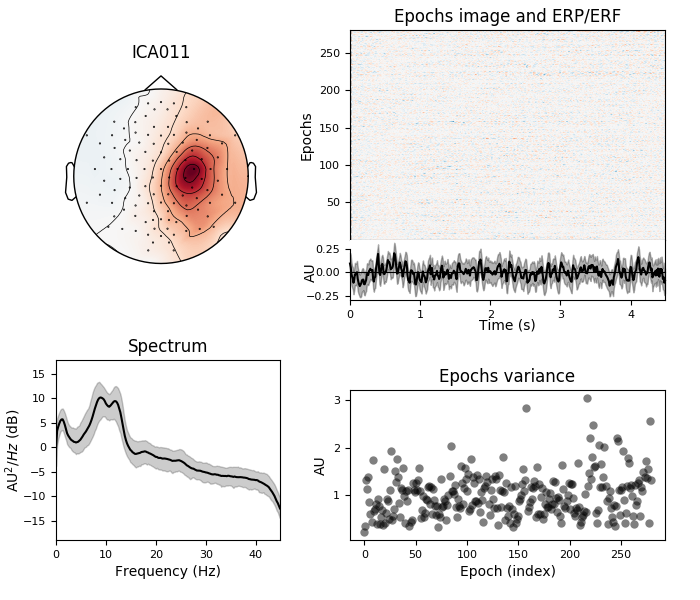 ICA011
Epochs image and ERP/ERF
Epochs
250
200
150
100
50
AU
0.25
0.00
−0.25
0 1 2 3 4
Time (s)
Spectrum
AU²/Hz (dB)
15
10
5
0
−5
−10
−15
0 10 20 30 40
Frequency (Hz)
Epochs variance
AU
3
2
1
0 50 100 150 200 250
Epoch (index)